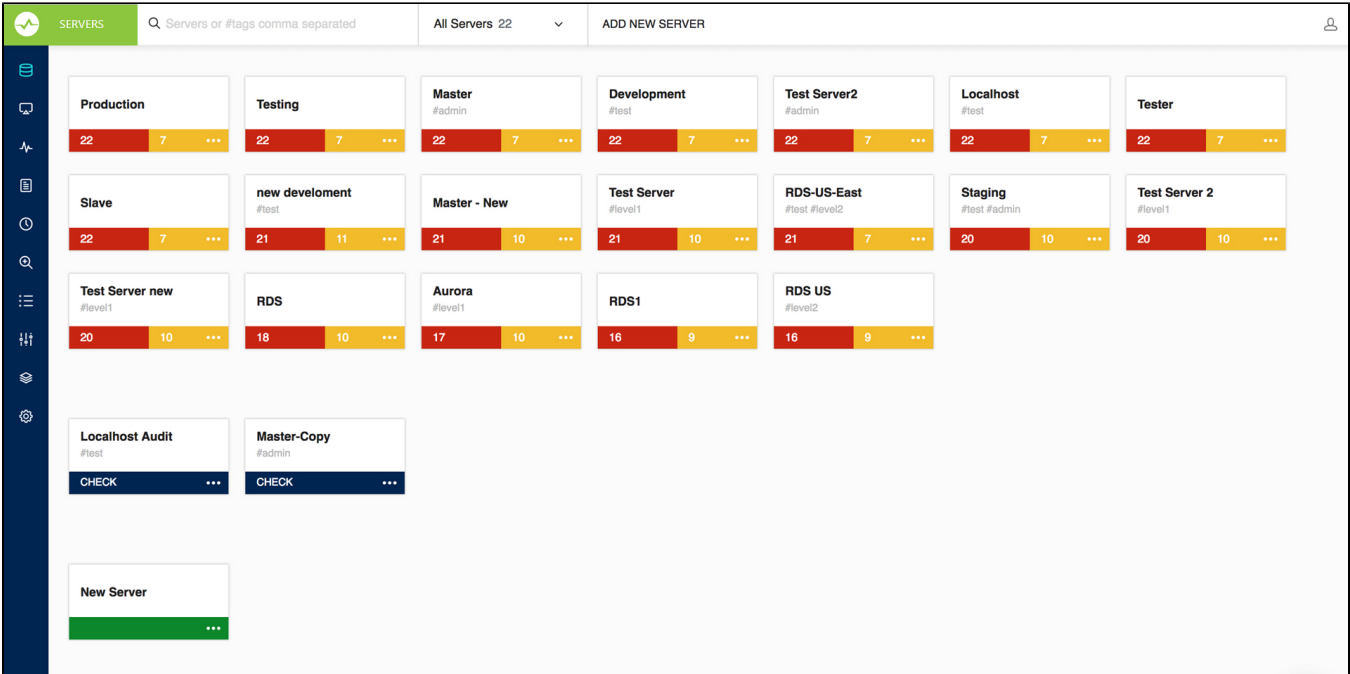 SERVERS Servers or #tags comma separated All Servers 22 ADD NEW SERVER
Production
22 7 •••
Testing
22 7 •••
Master
#admin
22 7 •••
Development
#test
22 7 •••
Test Server2
#admin
22 7 •••
Localhost
#test
22 7 •••
Tester
22 7 •••
Slave
22 7 •••
new develoment
#test
21 11 •••
Master - New
21 10 •••
Test Server
#level1
21 10 •••
RDS-US-East
#test #level2
21 7 •••
Staging
#test #admin
20 10 •••
Test Server 2
#level1
20 10 •••
Test Server new
#level1
20 10 •••
RDS
18 10 •••
Aurora
#level1
17 10 •••
RDS1
16 9 •••
RDS US
#level2
16 9 •••
Localhost Audit
#test
CHECK •••
Master-Copy
#admin
CHECK •••
New Server
•••